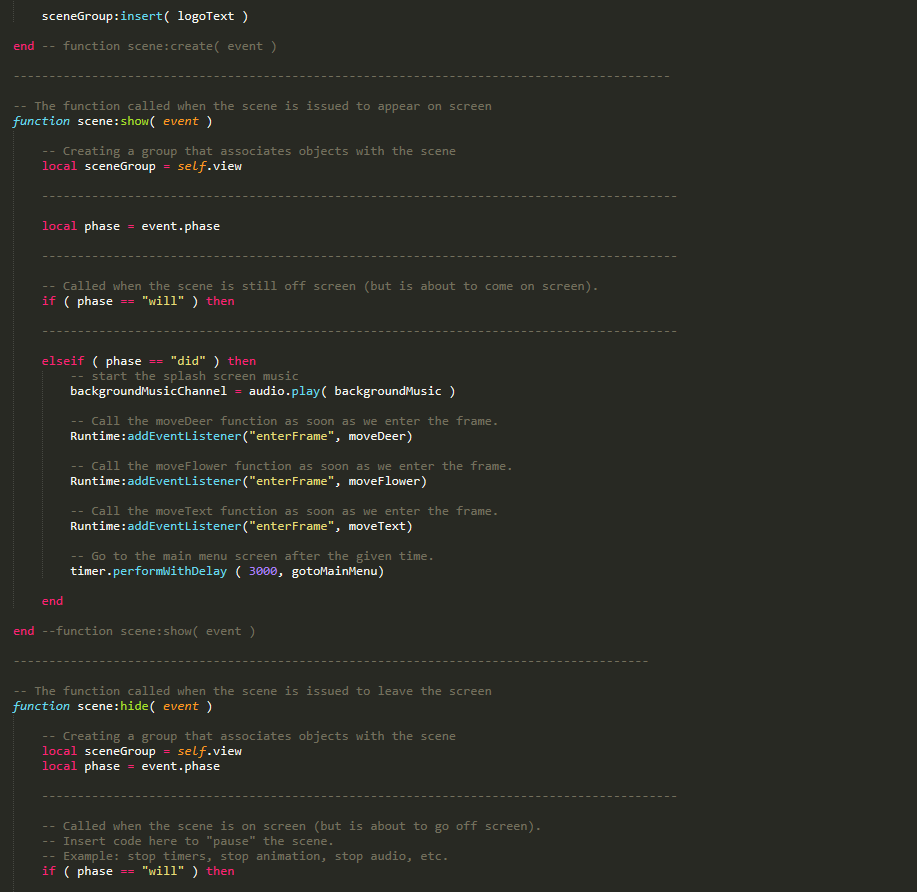 sceneGroup:insert( logoText )
end -- function scene:create( event )
--------------------------------------------------------------------------------------------
-- The function called when the scene is issued to appear on screen
function scene:show( event )
-- Creating a group that associates objects with the scene
local sceneGroup = self.view
-----------------------------------------------------------------------------------------
local phase = event.phase
-----------------------------------------------------------------------------------------
-- Called when the scene is still off screen (but is about to come on screen).
if ( phase == "will" ) then
-----------------------------------------------------------------------------------------
elseif ( phase == "did" ) then
-- start the splash screen music
backgroundMusicChannel = audio.play( backgroundMusic )
-- Call the moveDeer function as soon as we enter the frame.
Runtime:addEventListener("enterFrame", moveDeer)
-- Call the moveFlower function as soon as we enter the frame.
Runtime:addEventListener("enterFrame", moveFlower)
-- Call the moveText function as soon as we enter the frame.
Runtime:addEventListener("enterFrame", moveText)
-- Go to the main menu screen after the given time.
timer.performWithDelay ( 3000, gotoMainMenu)
end
end --function scene:show( event )
-----------------------------------------------------------------------------------------
-- The function called when the scene is issued to leave the screen
function scene:hide( event )
-- Creating a group that associates objects with the scene
local sceneGroup = self.view
local phase = event.phase
-----------------------------------------------------------------------------------------
-- Called when the scene is on screen (but is about to go off screen).
-- Insert code here to "pause" the scene.
-- Example: stop timers, stop animation, stop audio, etc.
if ( phase == "will" ) then